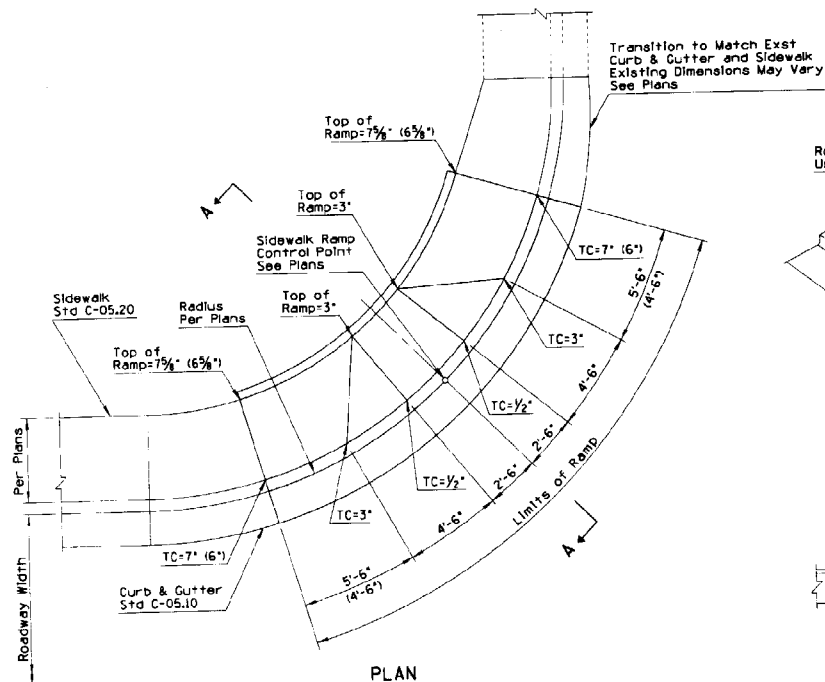 Transition to Match Exst
Curb & Gutter and Sidewalk
Existing Dimensions May Vary
See Plans
Top of
Ramp=7⅝" (6⅝")
A
Top of
Ramp=3"
Sidewalk Ramp
Control Point
See Plans
TC=7" (6")
5'-6"
(4'-6")
Sidewalk
Std C-05.20
Radius
Per Plans
Top of
Ramp=3"
TC=3"
Top of
Ramp=7⅝" (6⅝")
4'-6"
TC=½"
2'-6"
Per Plans
TC=½"
2'-6"
Limits of Ramp
TC=3"
4'-6"
A
TC=7" (6")
5'-6"
(4'-6")
Curb & Gutter
Std C-05.10
Roadway Width
PLAN